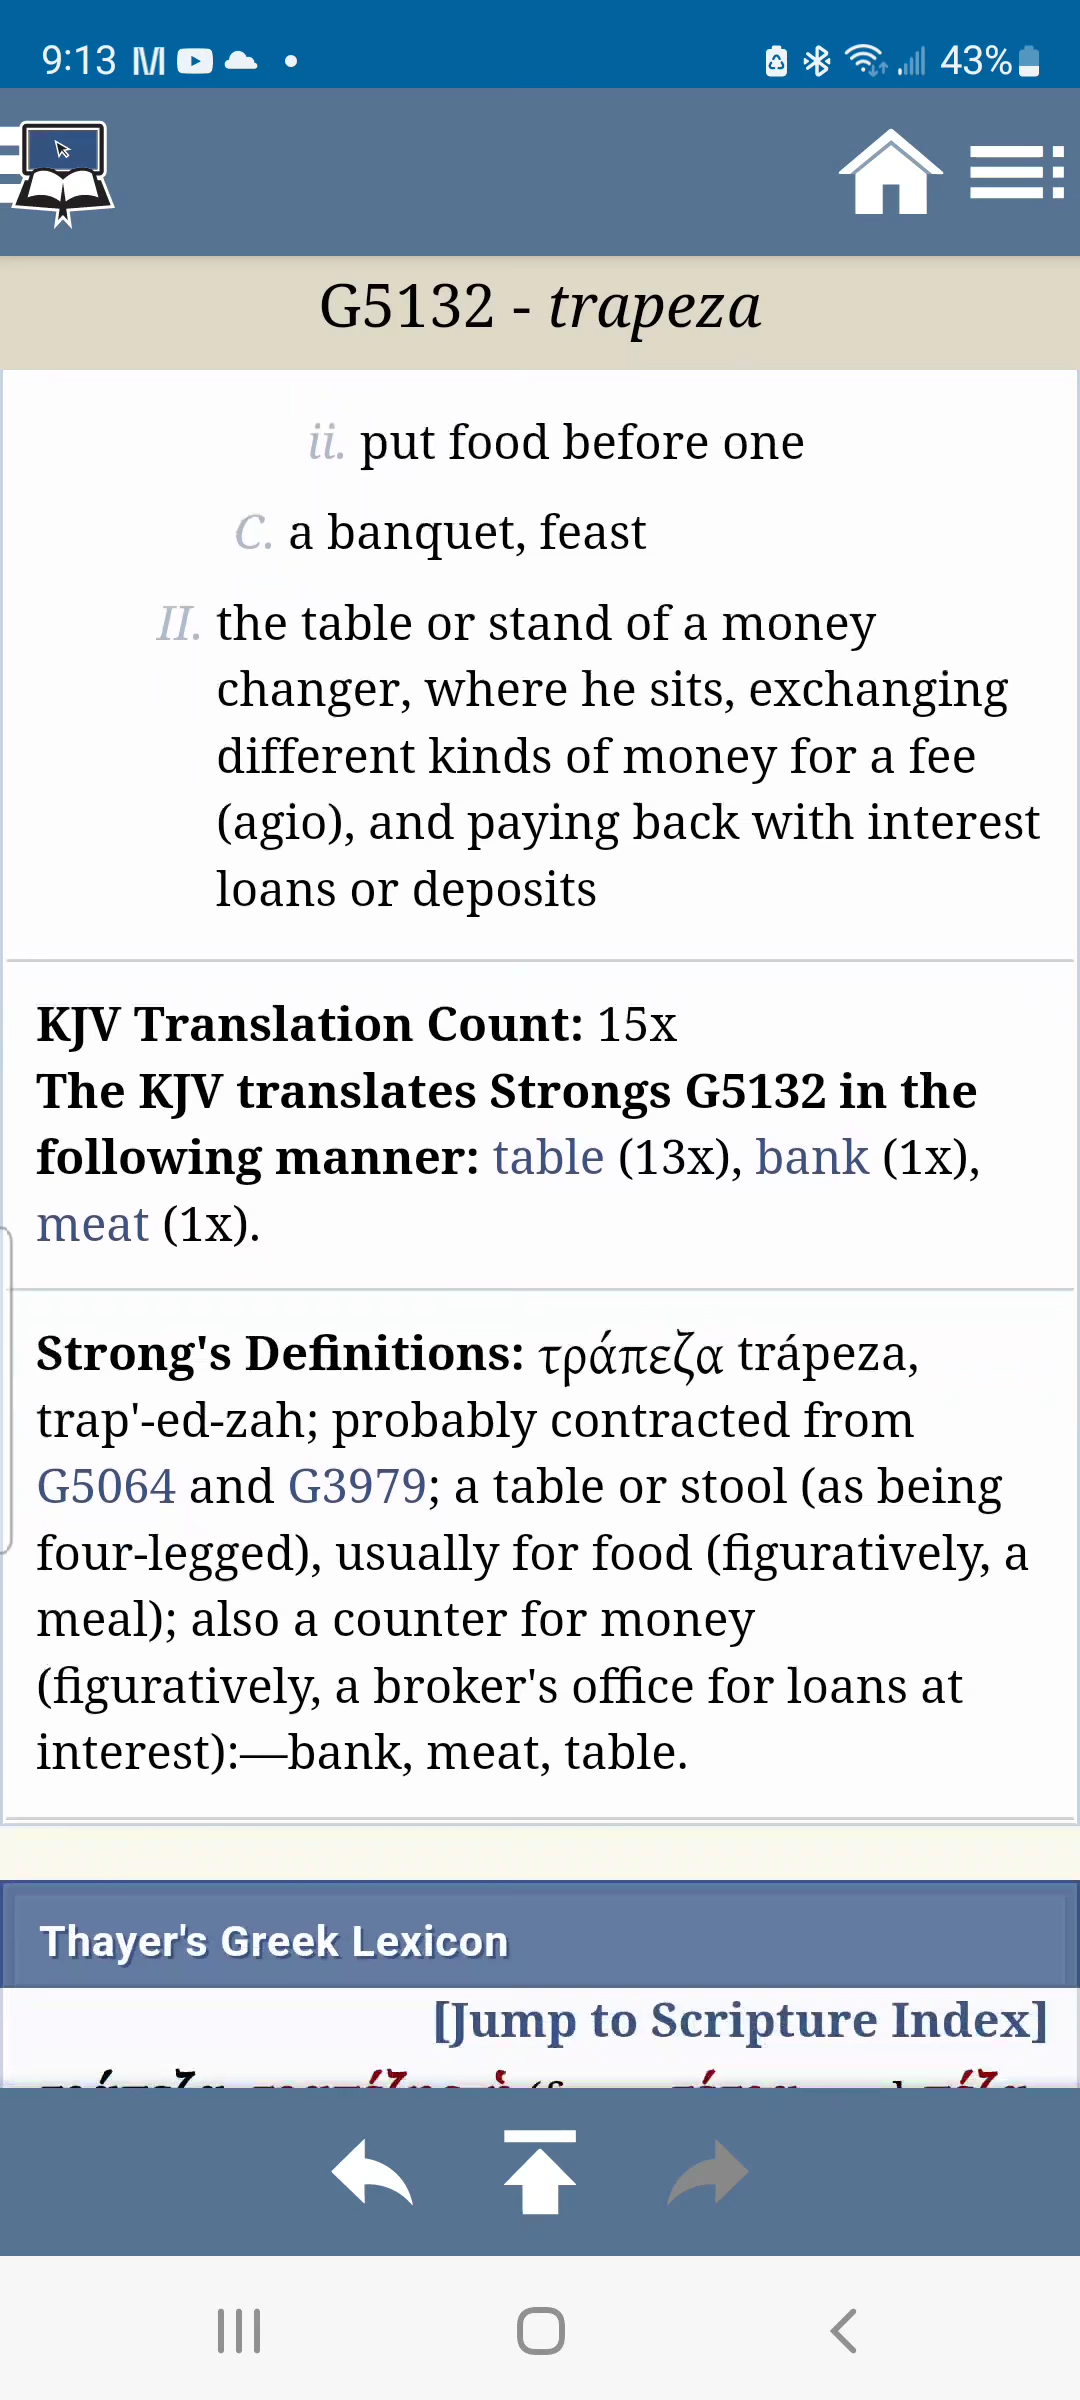 9:13
43%
G5132 - trapeza
ii. put food before one
C. a banquet, feast
II. the table or stand of a money
changer, where he sits, exchanging
different kinds of money for a fee
(agio), and paying back with interest
loans or deposits
KJV Translation Count: 15x
The KJV translates Strongs G5132 in the
following manner: table (13x), bank (1x),
meat (1x).
Strong's Definitions: τράπεζα trápeza,
trap'-ed-zah; probably contracted from
G5064 and G3979; a table or stool (as being
four-legged), usually for food (figuratively, a
meal); also a counter for money
(figuratively, a broker's office for loans at
interest):—bank, meat, table.
Thayer's Greek Lexicon
[Jump to Scripture Index]